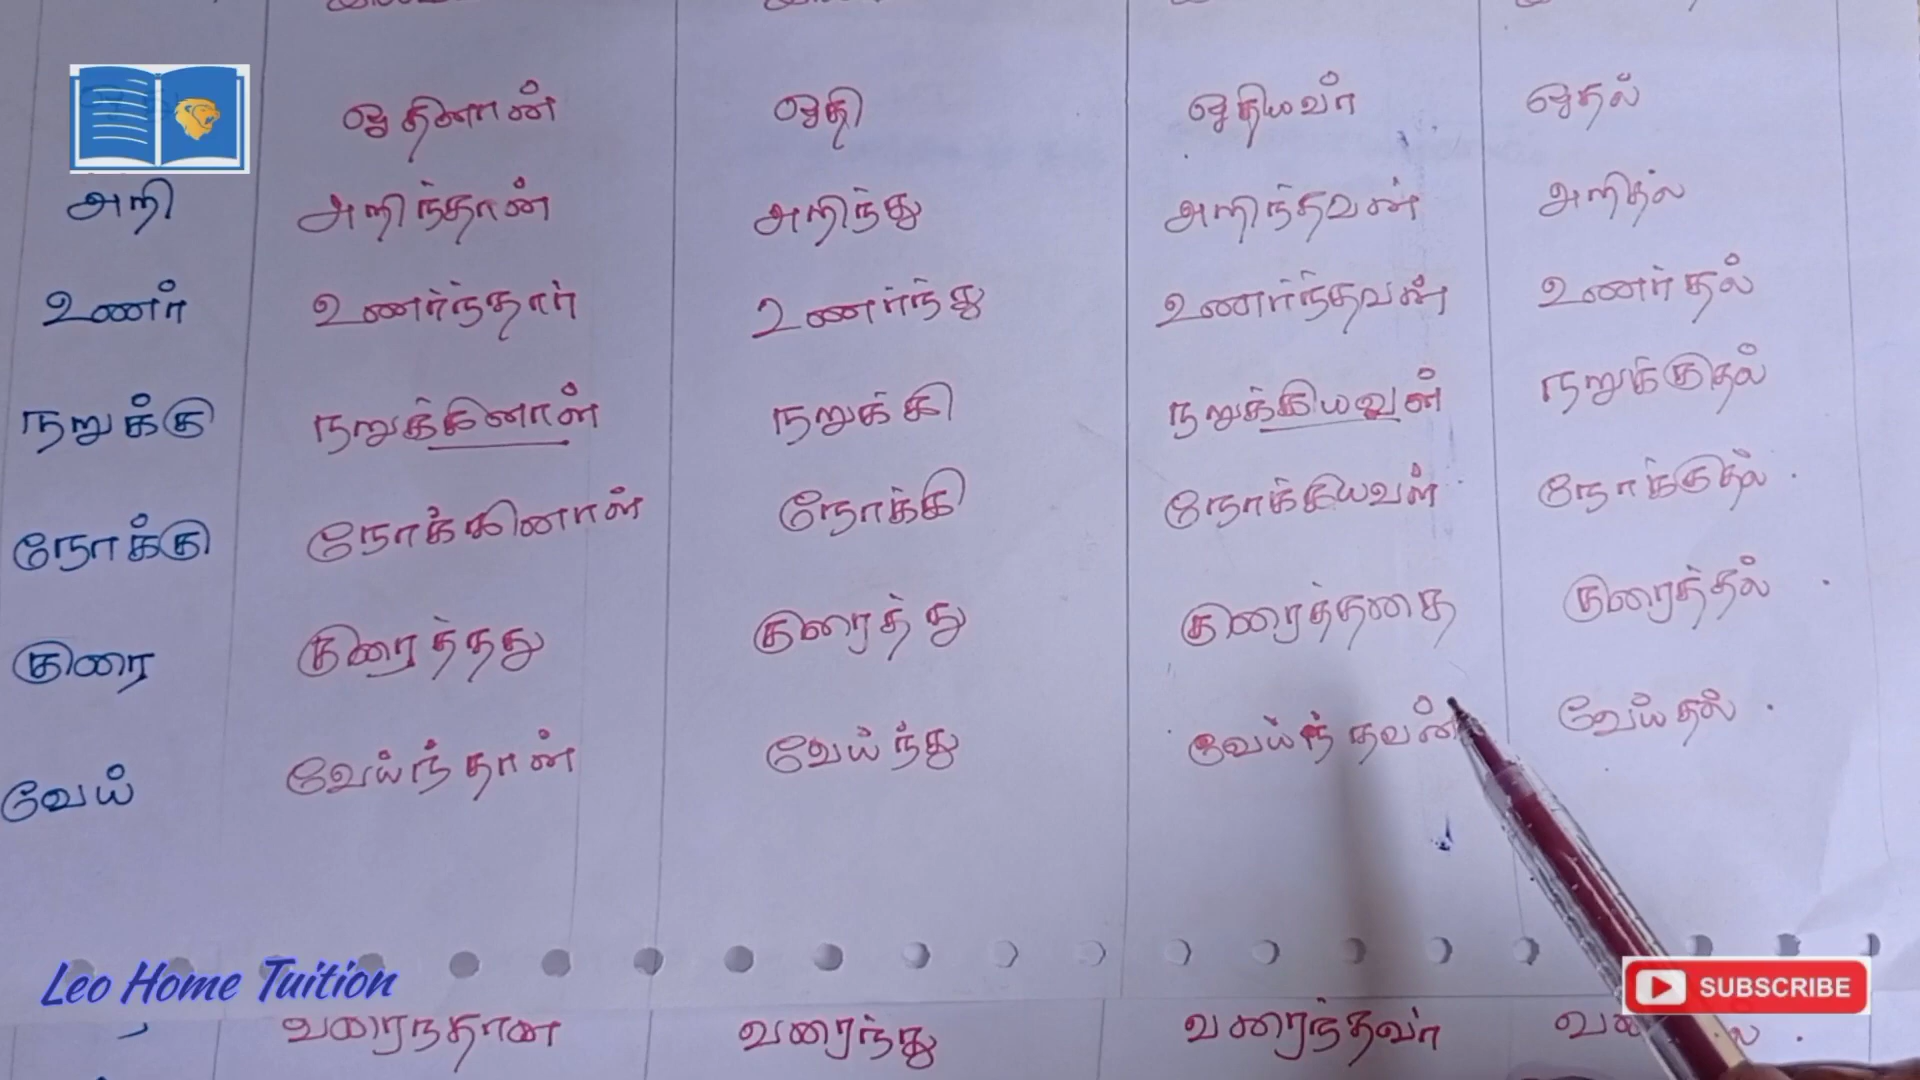 ஓதினான் ஓதி ஓதியவர் ஓதல்
அறி அறிந்தான் அறிந்து அறிந்தவன் அறிதல்
உணர் உணர்ந்தார் உணர்ந்து உணர்ந்தவன் உணர்தல்
நறுக்கு நறுக்கினாள் நறுக்கி நறுக்கியவன் நறுக்குதல்
நோக்கு நோக்கினாள் நோக்கி நோக்கியவள் நோக்குதல்.
குரை குரைத்தது குரைத்து குரைத்ததை குரைத்தல்.
வேய் வேய்ந்தான் வேய்ந்து வேய்ந்தவன் வேய்தல்.
Leo Home Tuition
SUBSCRIBE
வரைந்தான் வரைந்து வரைந்தவர்